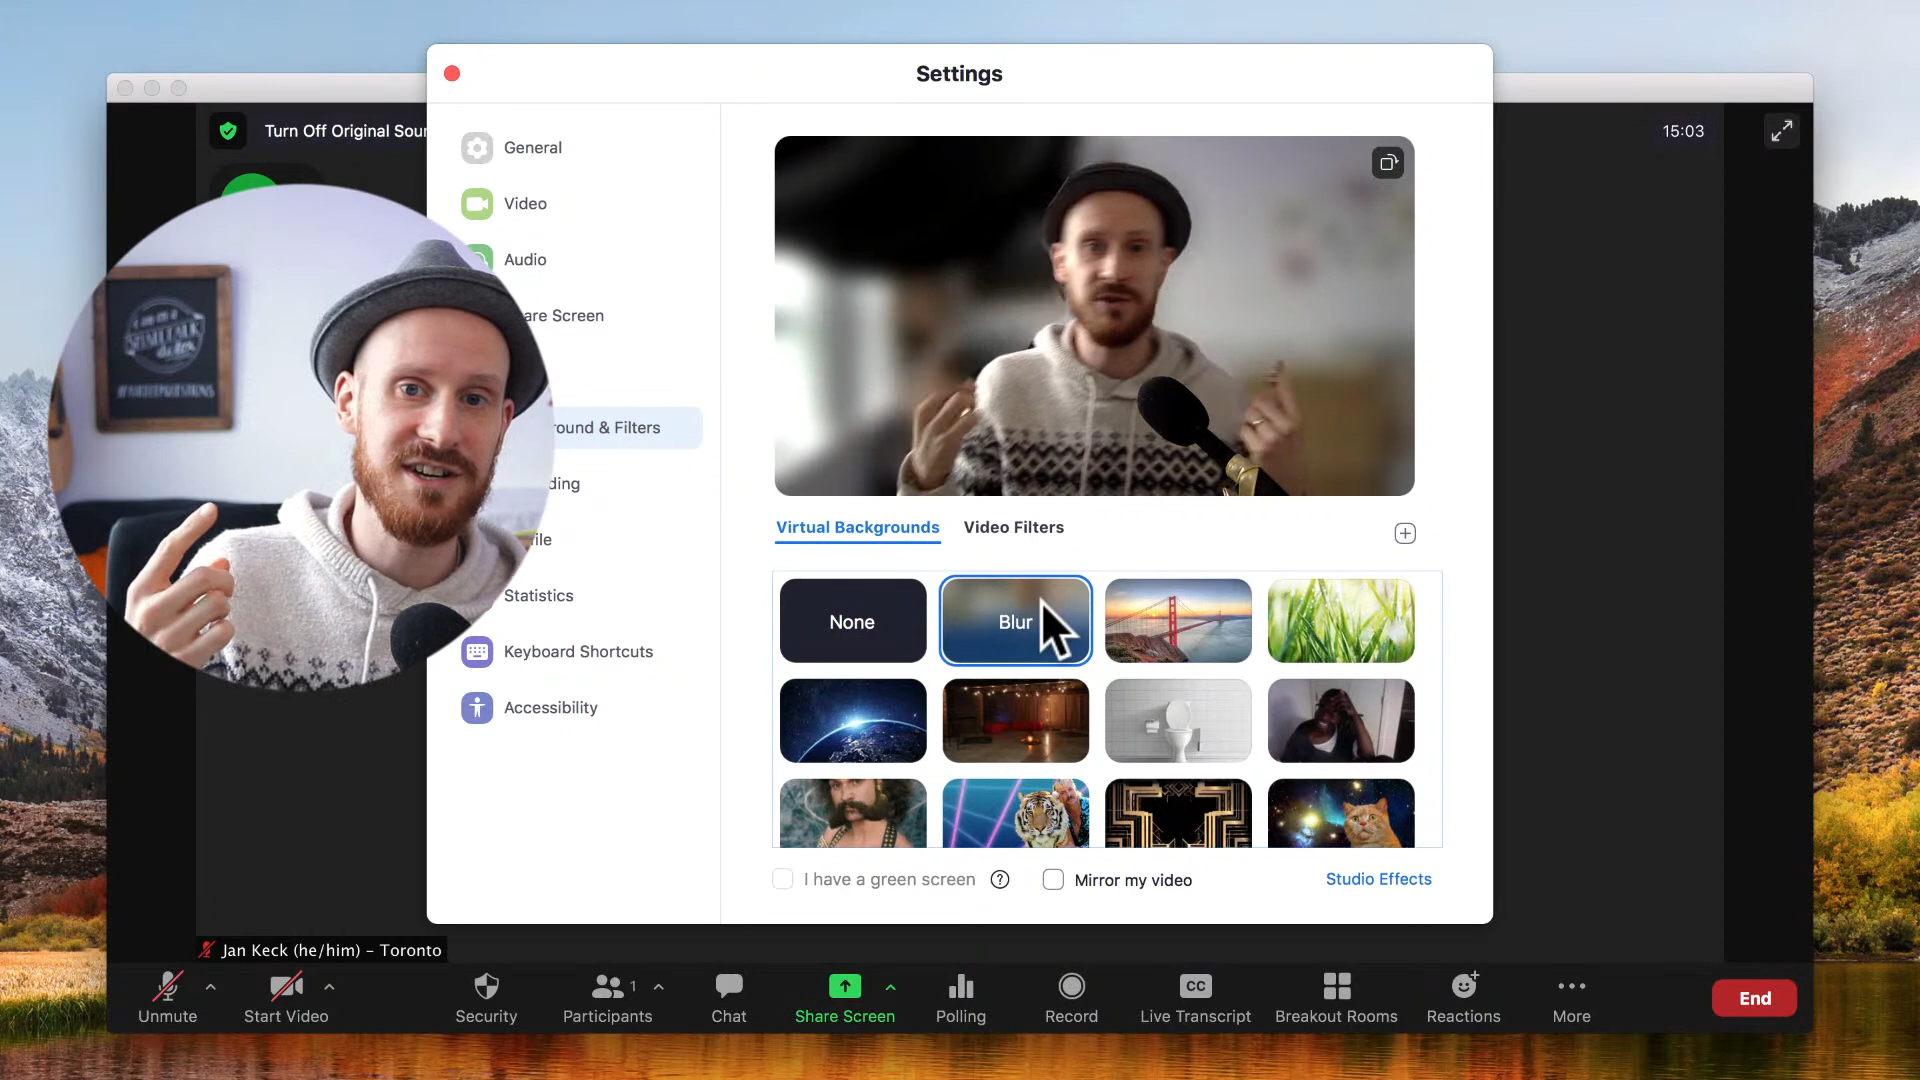 Settings
Turn Off Original Soun
15:03
General
Video
Audio
are Screen
ound & Filters
ding
ile
Statistics
Keyboard Shortcuts
Accessibility
SMALL TALK
Virtual Backgrounds
Video Filters
None
Blur
I have a green screen
?
Mirror my video
Studio Effects
Jan Keck (he/him) – Toronto
Unmute
Start Video
Security
1
Participants
Chat
Share Screen
Polling
Record
CC
Live Transcript
Breakout Rooms
Reactions
More
End